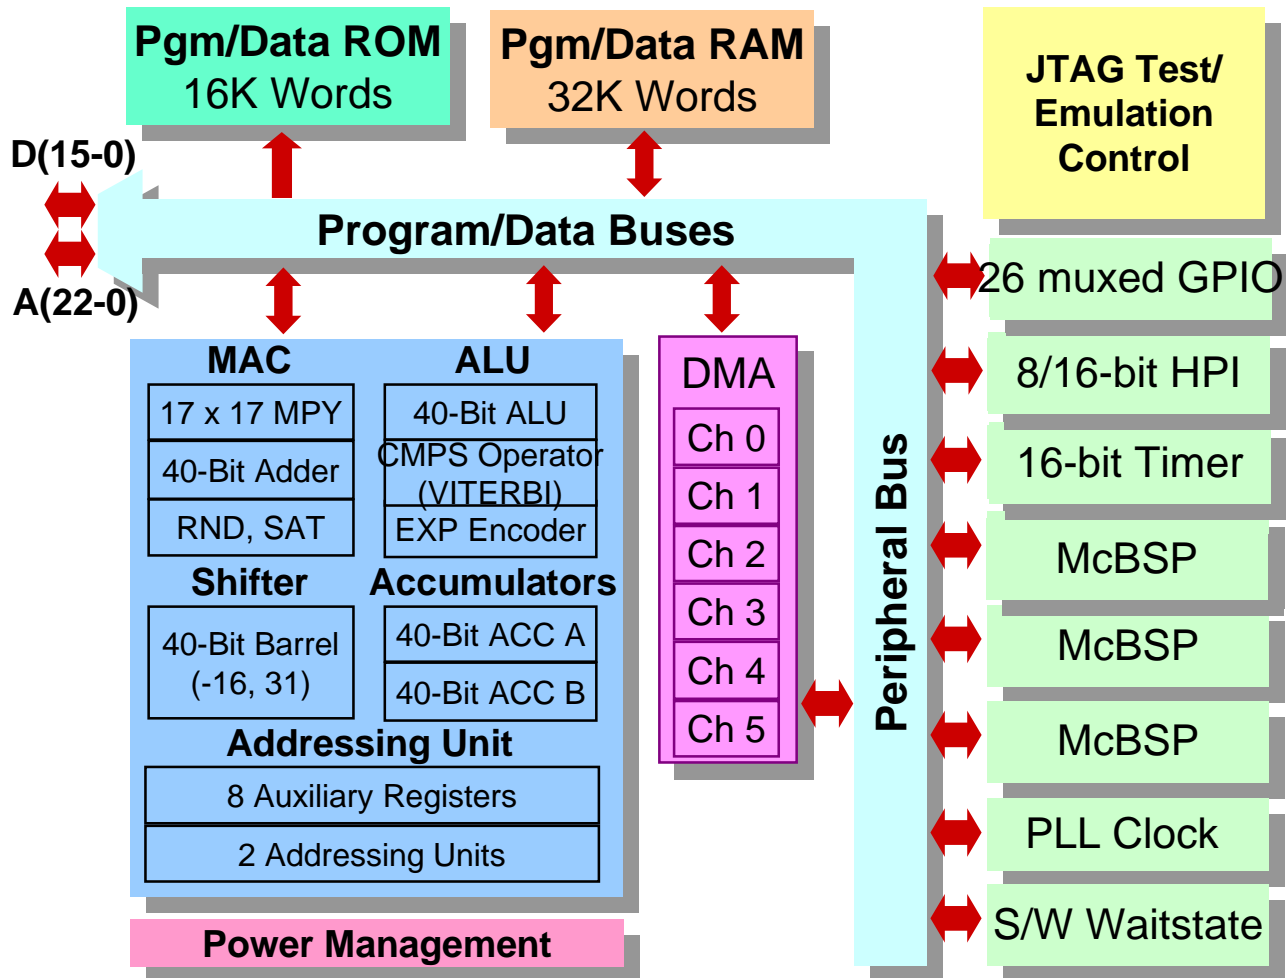 Pgm/Data ROM
16K Words
Pgm/Data RAM
32K Words
JTAG Test/
Emulation
Control
D(15-0)
A(22-0)
Program/Data Buses
MAC
17 x 17 MPY
40-Bit Adder
RND, SAT
ALU
40-Bit ALU
CMPS Operator
(VITERBI)
EXP Encoder
Shifter
40-Bit Barrel
(-16, 31)
Accumulators
40-Bit ACC A
40-Bit ACC B
Addressing Unit
8 Auxiliary Registers
2 Addressing Units
Power Management
DMA
Ch 0
Ch 1
Ch 2
Ch 3
Ch 4
Ch 5
Peripheral Bus
26 muxed GPIO
8/16-bit HPI
16-bit Timer
McBSP
McBSP
McBSP
PLL Clock
S/W Waitstate